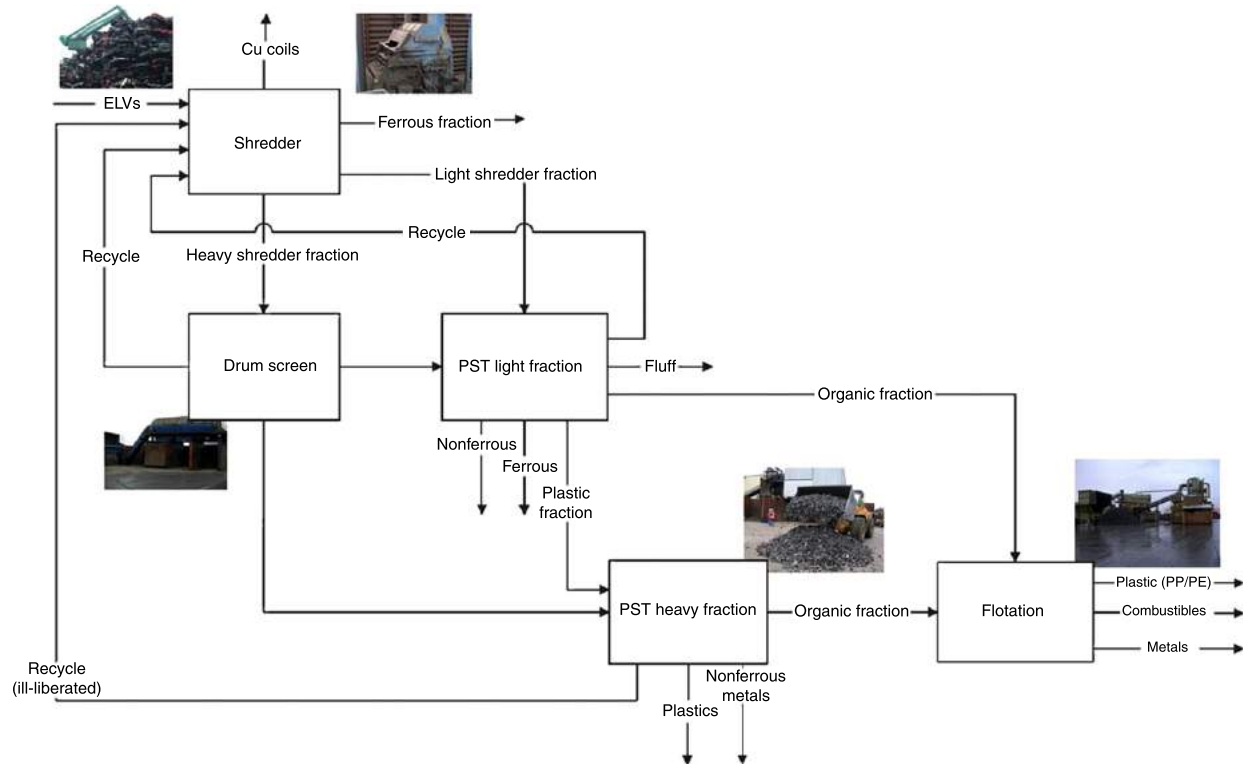 Cu coils
ELVs
Ferrous fraction
Shredder
Light shredder fraction
Recycle
Recycle
Heavy shredder fraction
Drum screen
PST light fraction
Fluff
Organic fraction
Nonferrous
Ferrous
Plastic
fraction
Plastic (PP/PE)
PST heavy fraction
Organic fraction
Flotation
Combustibles
Metals
Recycle
(ill-liberated)
Nonferrous
metals
Plastics